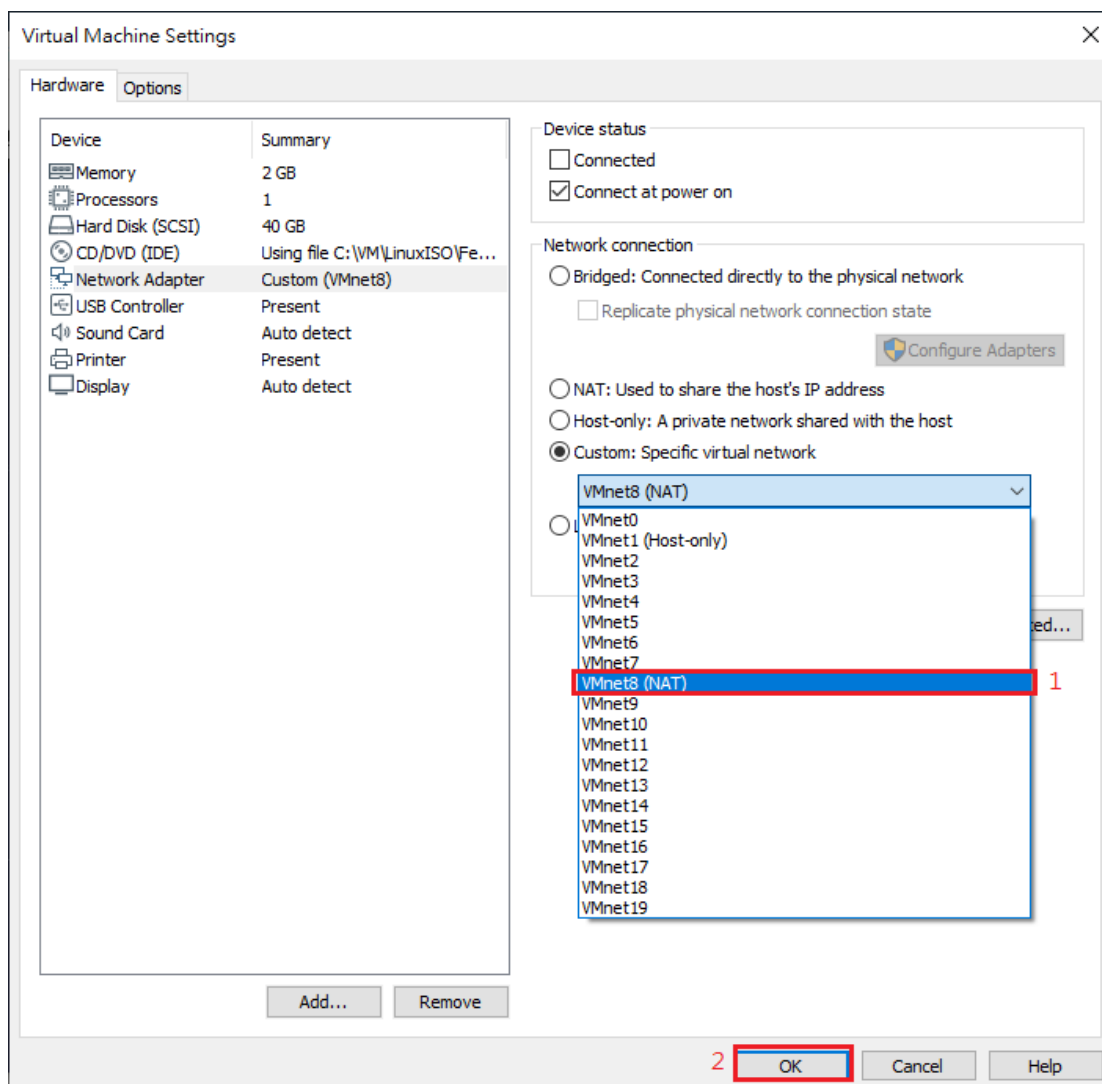 Virtual Machine Settings
Hardware Options
Device Summary
Memory 2 GB
Processors 1
Hard Disk (SCSI) 40 GB
CD/DVD (IDE) Using file C:\VM\LinuxISO\Fe...
Network Adapter Custom (VMnet8)
USB Controller Present
Sound Card Auto detect
Printer Present
Display Auto detect
Add... Remove
Device status
Connected
Connect at power on
Network connection
Bridged: Connected directly to the physical network
Replicate physical network connection state
Configure Adapters
NAT: Used to share the host's IP address
Host-only: A private network shared with the host
Custom: Specific virtual network
VMnet8 (NAT)
VMnet0
VMnet1 (Host-only)
VMnet2
VMnet3
VMnet4
VMnet5
VMnet6
VMnet7
VMnet8 (NAT) 1
VMnet9
VMnet10
VMnet11
VMnet12
VMnet13
VMnet14
VMnet15
VMnet16
VMnet17
VMnet18
VMnet19
2 OK Cancel Help